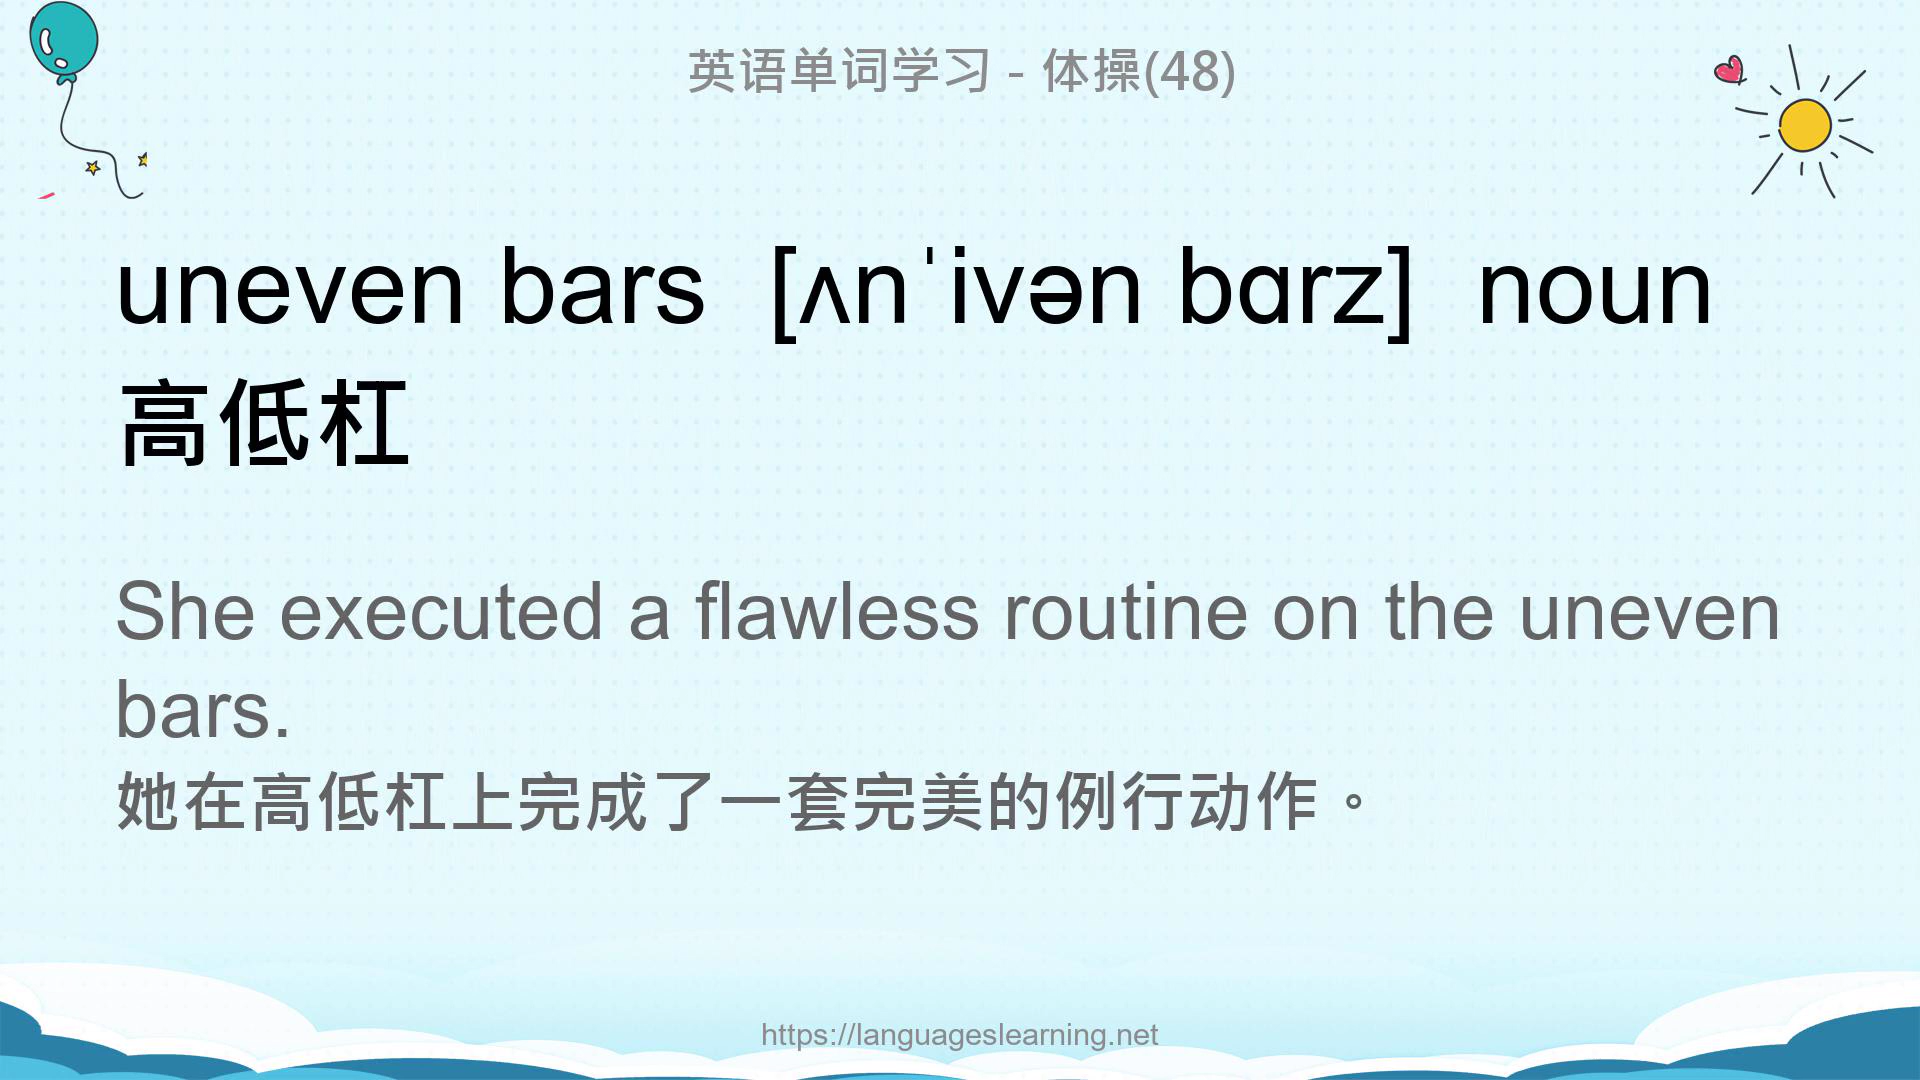 英语单词学习 - 体操(48)
uneven bars  [ʌnˈivən bɑrz]  noun
高低杠
She executed a flawless routine on the uneven
bars.
她在高低杠上完成了一套完美的例行动作。
https://languageslearning.net